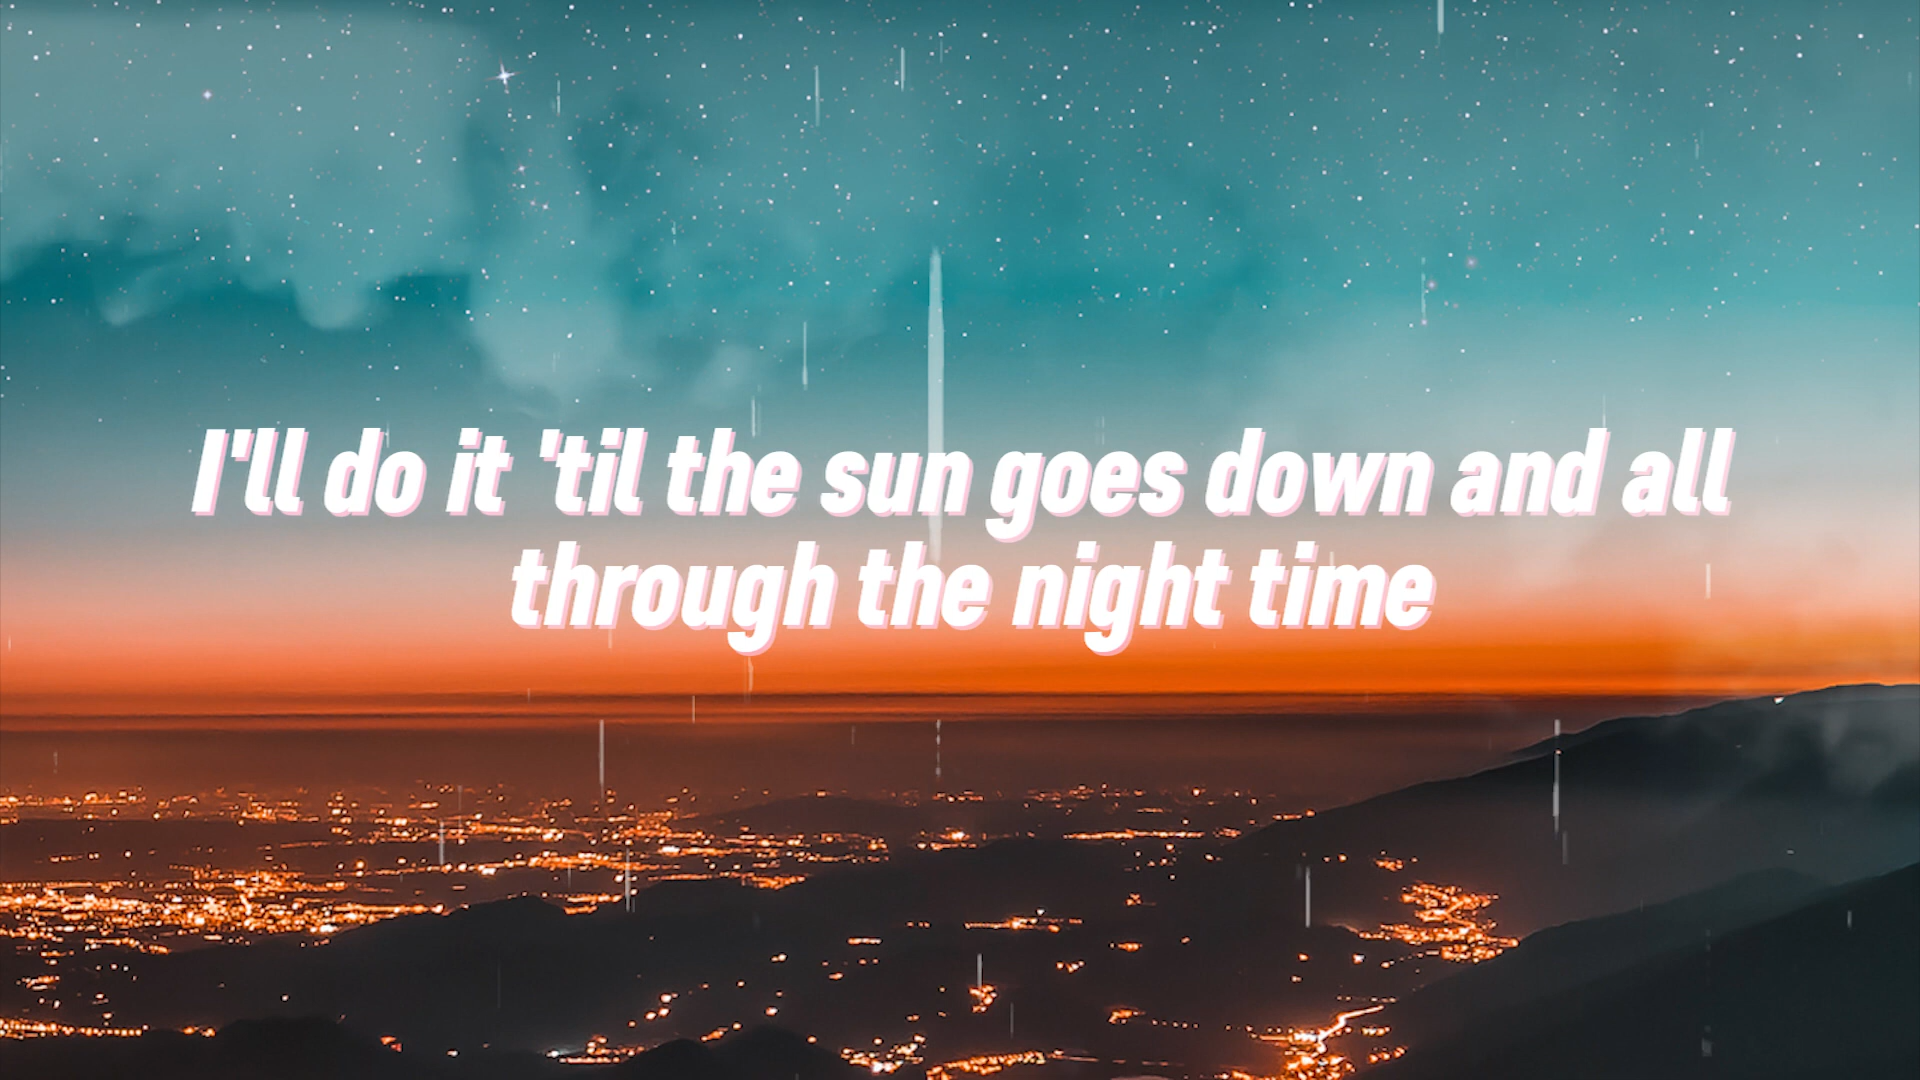 I'll do it 'til the sun goes down and all
through the night time